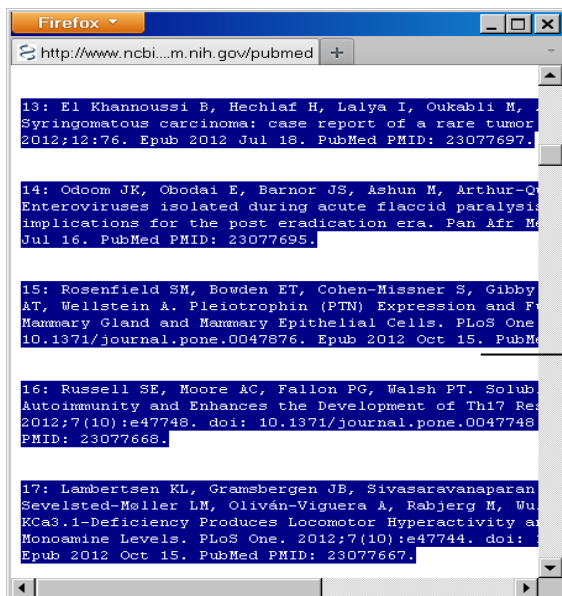 Firefox
http://www.ncbi....m.nih.gov/pubmed
13: El Khannoussi B, Hechlaf H, Lalya I, Oukabli M,
Syringomatous carcinoma: case report of a rare tumor
2012;12:76. Epub 2012 Jul 18. PubMed PMID: 23077697.
14: Odoom JK, Obodai E, Barnor JS, Ashun M, Arthur-Qu
Enteroviruses isolated during acute flaccid paralysis
implications for the post eradication era. Pan Afr Me
Jul 16. PubMed PMID: 23077695.
15: Rosenfield SM, Bowden ET, Cohen-Missner S, Gibby
AT, Wellstein A. Pleiotrophin (PTN) Expression and Fu
Mammary Gland and Mammary Epithelial Cells. PLoS One
10.1371/journal.pone.0047876. Epub 2012 Oct 15. PubMe
16: Russell SE, Moore AC, Fallon PG, Walsh PT. Solub
Autoimmunity and Enhances the Development of Th17 Res
2012;7(10):e47748. doi: 10.1371/journal.pone.0047748
PMID: 23077668.
17: Lambertsen KL, Gramsbergen JB, Sivasaravanaparan
Sevelsted-Møller LM, Oliván-Viguera A, Rabjerg M, Wu
KCa3.1-Deficiency Produces Locomotor Hyperactivity an
Monoamine Levels. PLoS One. 2012;7(10):e47744. doi:
Epub 2012 Oct 15. PubMed PMID: 23077667.